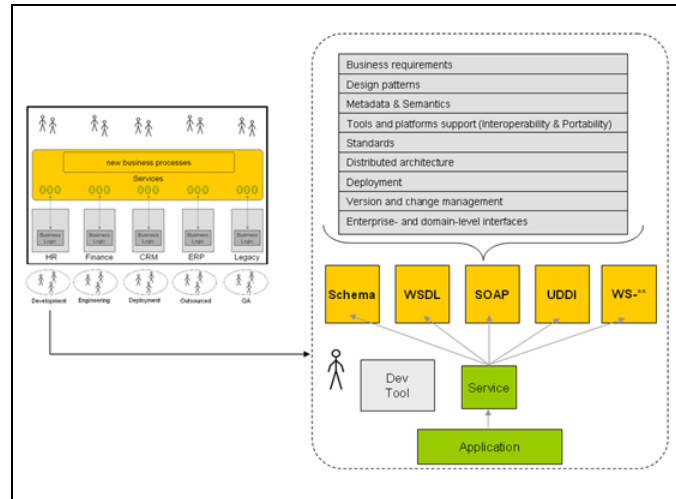 new business processes
Services
Business
Logic
Business
Logic
Business
Logic
Business
Logic
Business
Logic
HR
Finance
CRM
ERP
Legacy
Development
Engineering
Deployment
Outsourced
QA
Business requirements
Design patterns
Metadata & Semantics
Tools and platforms support (Interoperability & Portability)
Standards
Distributed architecture
Deployment
Version and change management
Enterprise- and domain-level interfaces
Schema
WSDL
SOAP
UDDI
WS-**
Dev
Tool
Service
Application